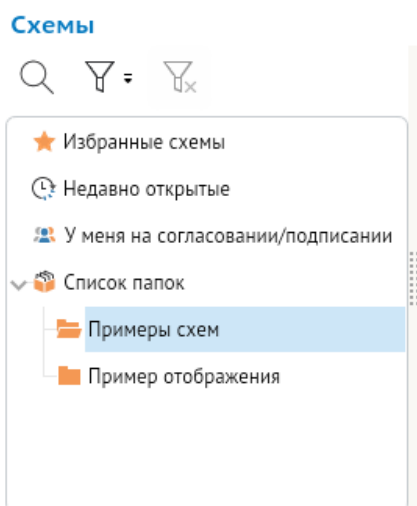 Схемы
Избранные схемы
Недавно открытые
У меня на согласовании/подписании
Список папок
Примеры схем
Пример отображения